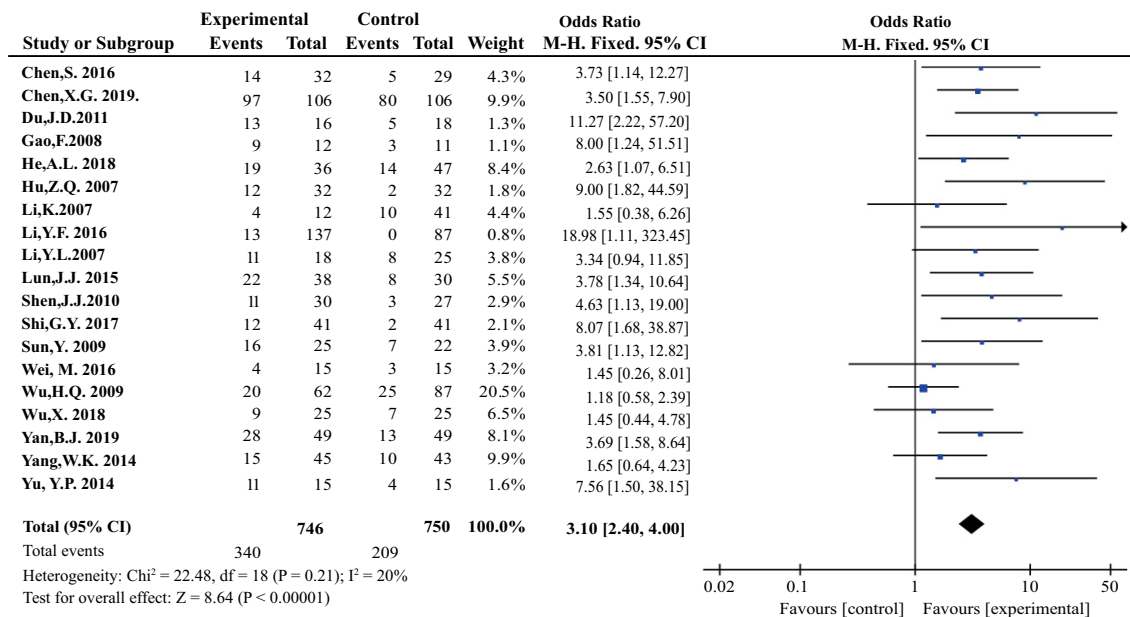 Experimental Control Odds Ratio Odds Ratio
Study or Subgroup Events Total Events Total Weight M-H. Fixed. 95% CI M-H. Fixed. 95% CI
Chen,S. 2016 14 32 5 29 4.3% 3.73 [1.14, 12.27]
Chen,X.G. 2019. 97 106 80 106 9.9% 3.50 [1.55, 7.90]
Du,J.D.2011 13 16 5 18 1.3% 11.27 [2.22, 57.20]
Gao,F.2008 9 12 3 11 1.1% 8.00 [1.24, 51.51]
He,A.L. 2018 19 36 14 47 8.4% 2.63 [1.07, 6.51]
Hu,Z.Q. 2007 12 32 2 32 1.8% 9.00 [1.82, 44.59]
Li,K.2007 4 12 10 41 4.4% 1.55 [0.38, 6.26]
Li,Y.F. 2016 13 137 0 87 0.8% 18.98 [1.11, 323.45]
Li,Y.L.2007 11 18 8 25 3.8% 3.34 [0.94, 11.85]
Lun,J.J. 2015 22 38 8 30 5.5% 3.78 [1.34, 10.64]
Shen,J.J.2010 11 30 3 27 2.9% 4.63 [1.13, 19.00]
Shi,G.Y. 2017 12 41 2 41 2.1% 8.07 [1.68, 38.87]
Sun,Y. 2009 16 25 7 22 3.9% 3.81 [1.13, 12.82]
Wei, M. 2016 4 15 3 15 3.2% 1.45 [0.26, 8.01]
Wu,H.Q. 2009 20 62 25 87 20.5% 1.18 [0.58, 2.39]
Wu,X. 2018 9 25 7 25 6.5% 1.45 [0.44, 4.78]
Yan,B.J. 2019 28 49 13 49 8.1% 3.69 [1.58, 8.64]
Yang,W.K. 2014 15 45 10 43 9.9% 1.65 [0.64, 4.23]
Yu, Y.P. 2014 11 15 4 15 1.6% 7.56 [1.50, 38.15]
Total (95% CI) 746 750 100.0% 3.10 [2.40, 4.00]
Total events 340 209
Heterogeneity: Chi² = 22.48, df = 18 (P = 0.21); I² = 20%
Test for overall effect: Z = 8.64 (P < 0.00001)
0.02 0.1 1 10 50
Favours [control] Favours [experimental]